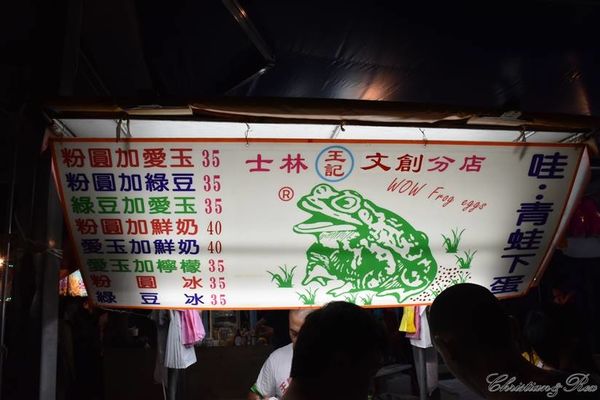 粉圓加愛玉 35
粉圓加綠豆 35
綠豆加愛玉 35
粉圓加鮮奶 40
愛玉加鮮奶 40
愛玉加檸檬 35
粉圓冰 35
綠豆冰 35
士林 王記 文創分店
®
WOW Frog eggs
哇:青蛙下蛋
Christian & Rex